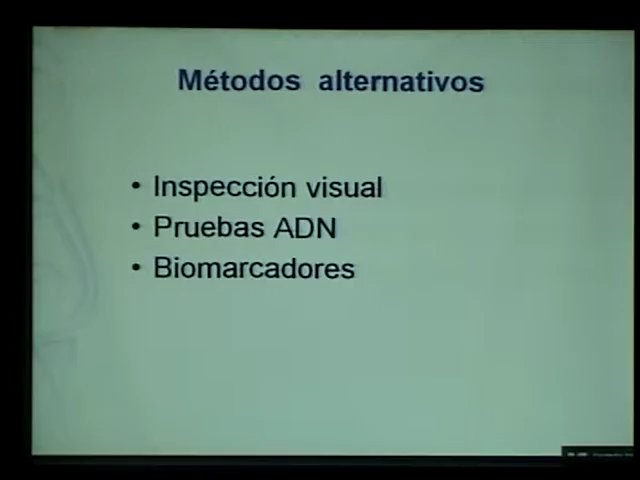 Métodos alternativos
• Inspección visual
• Pruebas ADN
• Biomarcadores